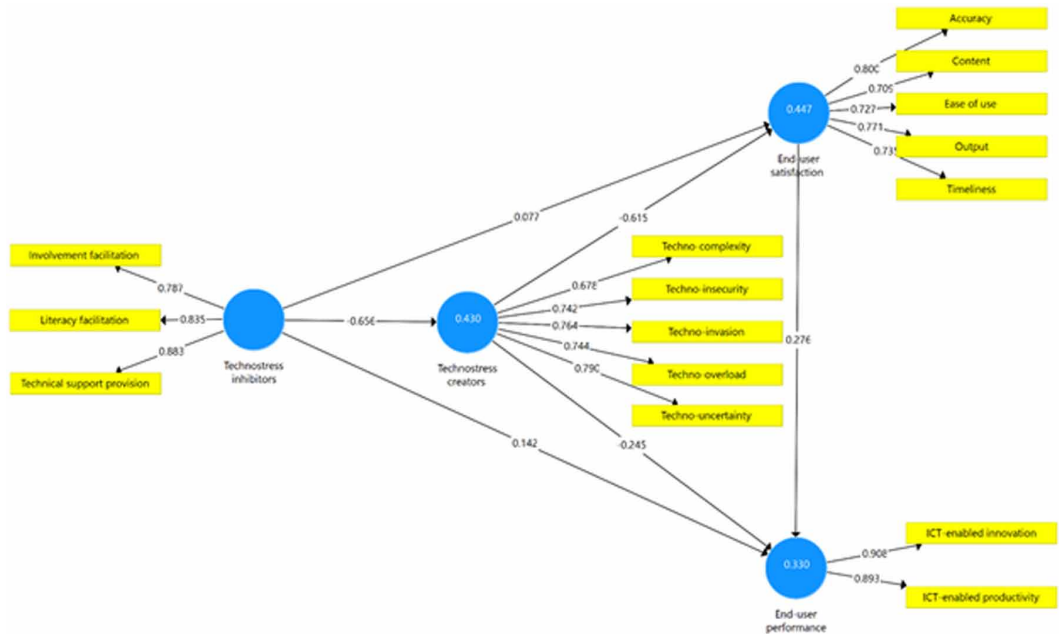 Accuracy
0.800
Content
0.709
0.447
Ease of use
0.727
0.771
Output
0.735
End-user
satisfaction
Timeliness
0.077
-0.615
Involvement facilitation
Techno-complexity
0.787
0.678
Techno-insecurity
0.742
Literacy facilitation
0.835
-0.656
0.430
0.764
Techno-invasion
0.276
0.883
0.744
Technostress
inhibitors
Technostress
creators
0.790
Techno-overload
Technical support provision
Techno-uncertainty
0.142
-0.245
ICT-enabled innovation
0.908
0.330
0.893
ICT-enabled productivity
End-user
performance